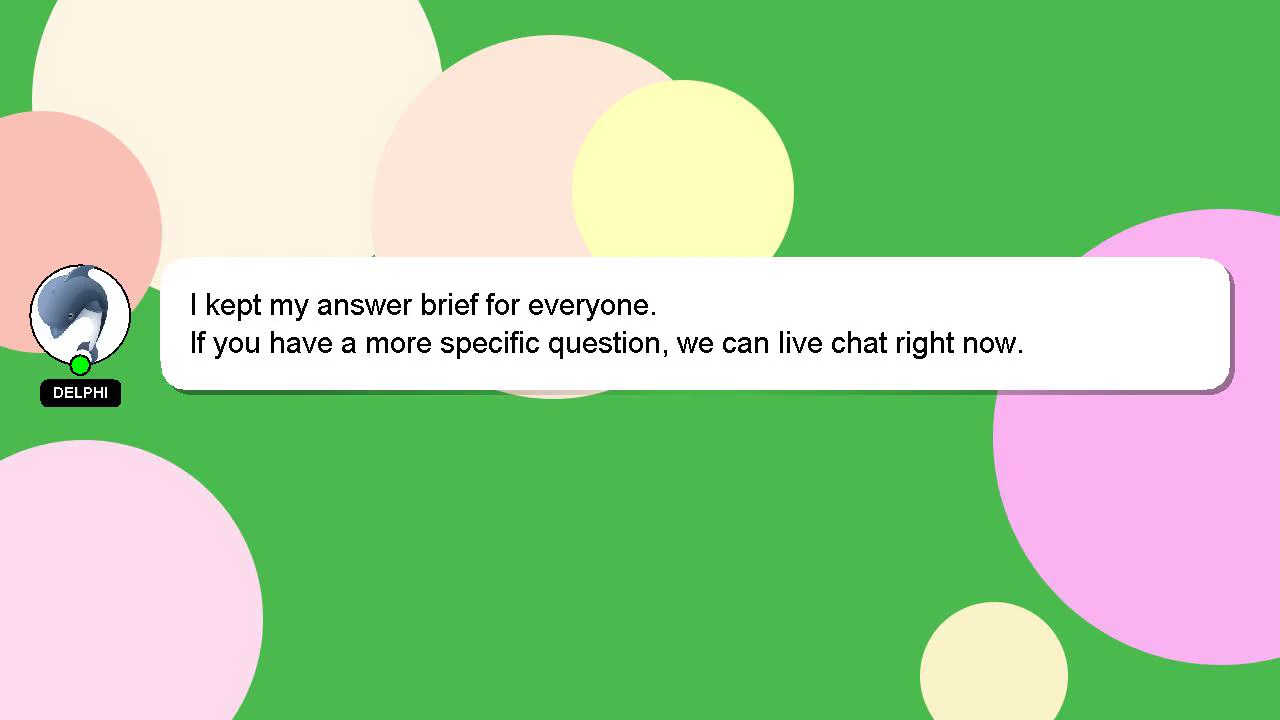 I kept my answer brief for everyone.
If you have a more specific question, we can live chat right now.
DELPHI